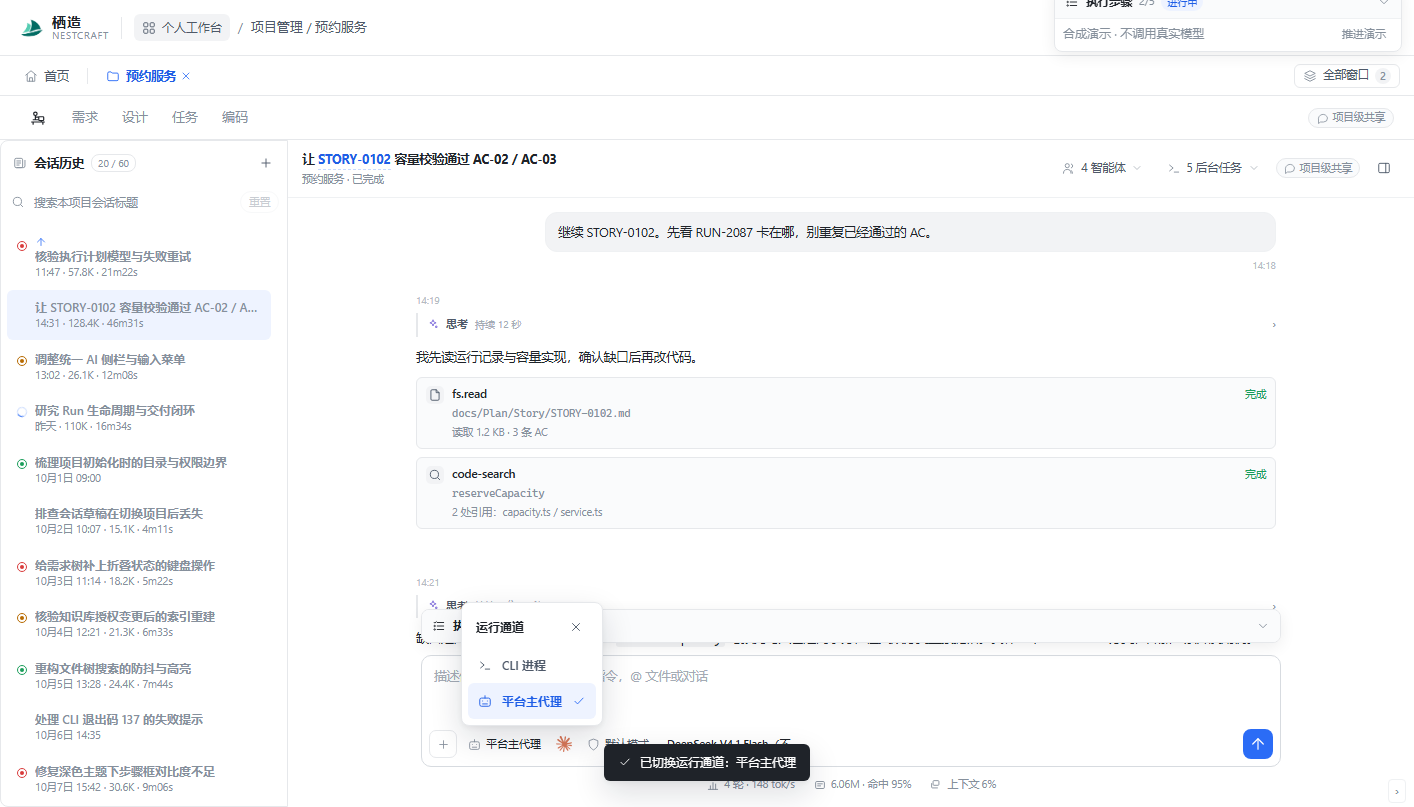 栖造
NESTCRAFT
个人工作台 / 项目管理 / 预约服务
执行步骤 2/5 进行中
合成演示 · 不调用真实模型 推进演示
首页 预约服务 ×
全部窗口 2
需求 设计 任务 编码
项目级共享
会话历史 20 / 60
搜索本项目会话标题 重置
核验执行计划模型与失败重试
11:47 · 57.8K · 21m22s
让 STORY-0102 容量校验通过 AC-02 / A...
14:31 · 128.4K · 46m31s
调整统一 AI 侧栏与输入菜单
13:02 · 26.1K · 12m08s
研究 Run 生命周期与交付闭环
昨天 · 110K · 16m34s
梳理项目初始化时的目录与权限边界
10月1日 09:00
排查会话草稿在切换项目后丢失
10月2日 10:07 · 15.1K · 4m11s
给需求树补上折叠状态的键盘操作
10月3日 11:14 · 18.2K · 5m22s
核验知识库授权变更后的索引重建
10月4日 12:21 · 21.3K · 6m33s
重构文件树搜索的防抖与高亮
10月5日 13:28 · 24.4K · 7m44s
处理 CLI 退出码 137 的失败提示
10月6日 14:35
修复深色主题下步骤框对比度不足
10月7日 15:42 · 30.6K · 9m06s
让 STORY-0102 容量校验通过 AC-02 / AC-03
预约服务 · 已完成
4 智能体 5 后台任务 项目级共享
继续 STORY-0102。先看 RUN-2087 卡在哪，别重复已经通过的 AC。
14:18
14:19
思考 持续 12 秒
我先读运行记录与容量实现，确认缺口后再改代码。
fs.read 完成
docs/Plan/Story/STORY-0102.md
读取 1.2 KB · 3 条 AC
code-search 完成
reserveCapacity
2 处引用：capacity.ts / service.ts
14:21
思考
运行通道
CLI 进程
平台主代理
描述 令，@ 文件或对话
平台主代理 默认模式 DeepSeek V4.1 Flash（不
已切换运行通道：平台主代理
4 轮 · 148 tok/s 6.06M · 命中 95% 上下文 6%